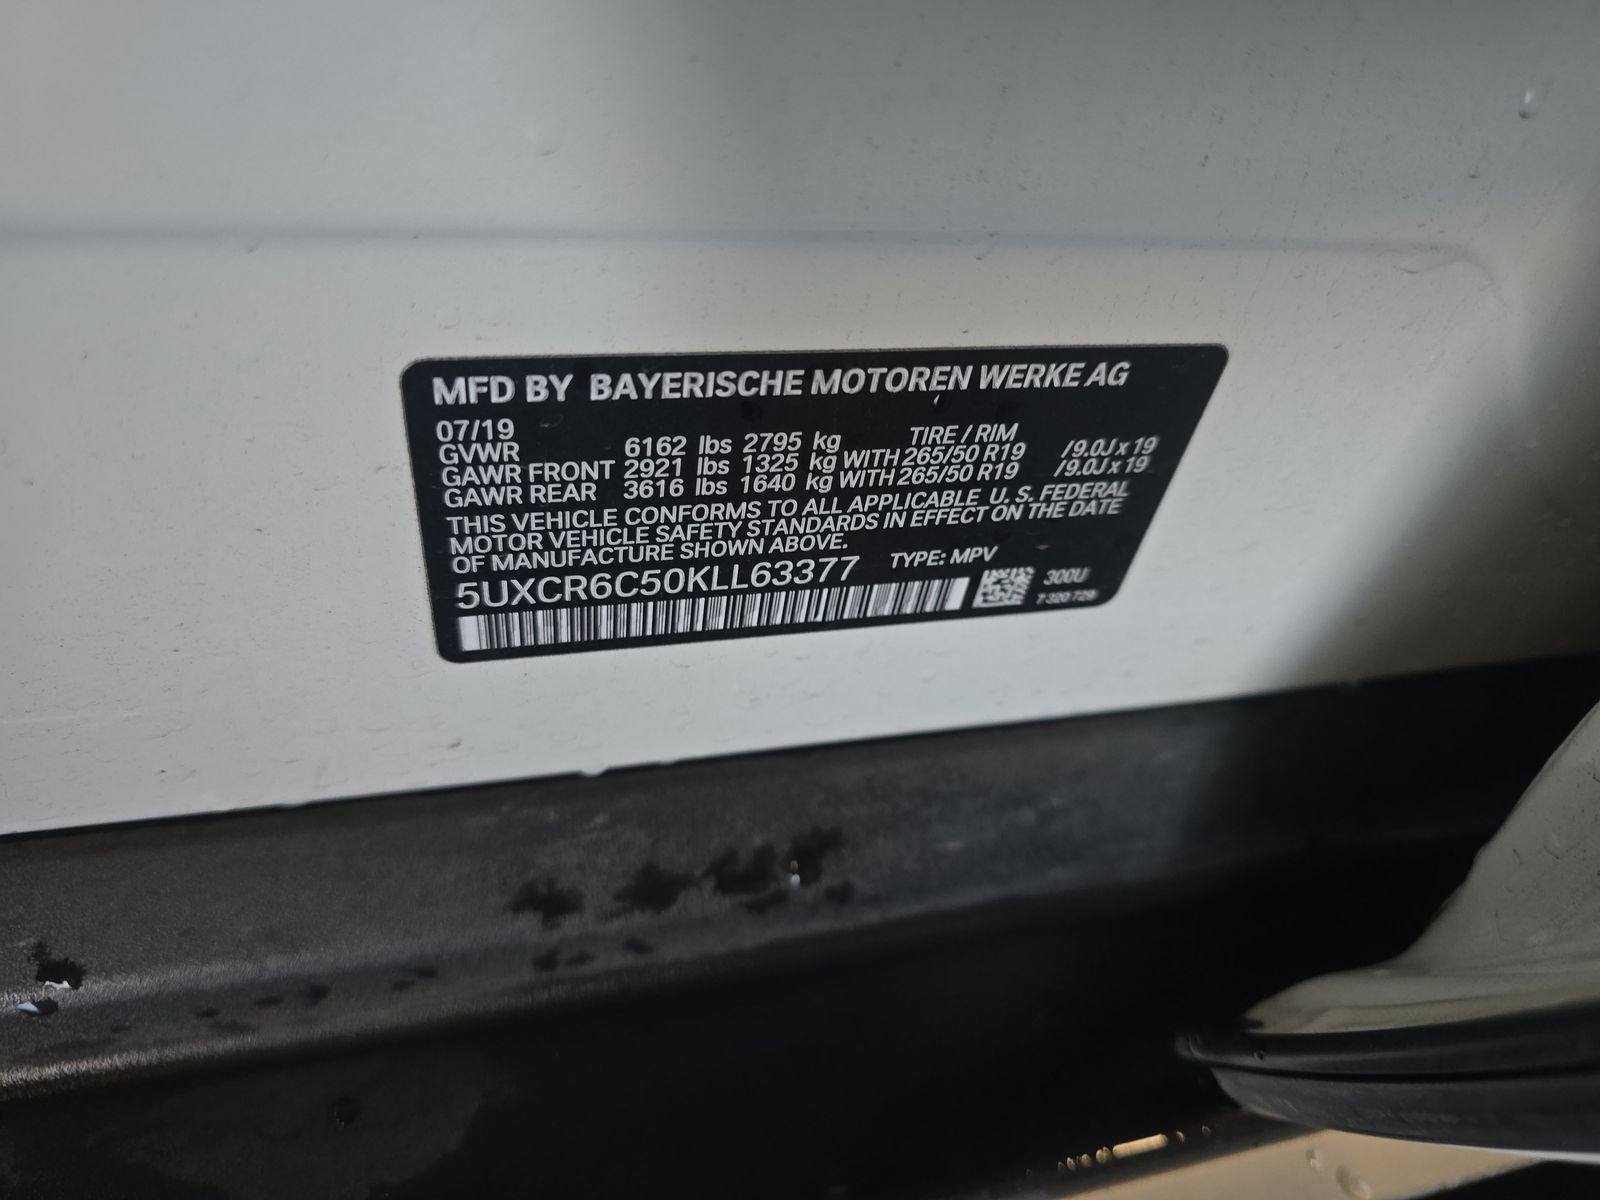 MFD BY BAYERISCHE MOTOREN WERKE AG
07/19
GVWR 6162 lbs 2795 kg TIRE / RIM
GAWR FRONT 2921 lbs 1325 kg WITH 265/50 R19 /9.0J x 19
GAWR REAR 3616 lbs 1640 kg WITH 265/50 R19 /9.0J x 19
THIS VEHICLE CONFORMS TO ALL APPLICABLE U. S. FEDERAL
MOTOR VEHICLE SAFETY STANDARDS IN EFFECT ON THE DATE
OF MANUFACTURE SHOWN ABOVE.
5UXCR6C50KLL63377 TYPE: MPV
300U
7 320 729